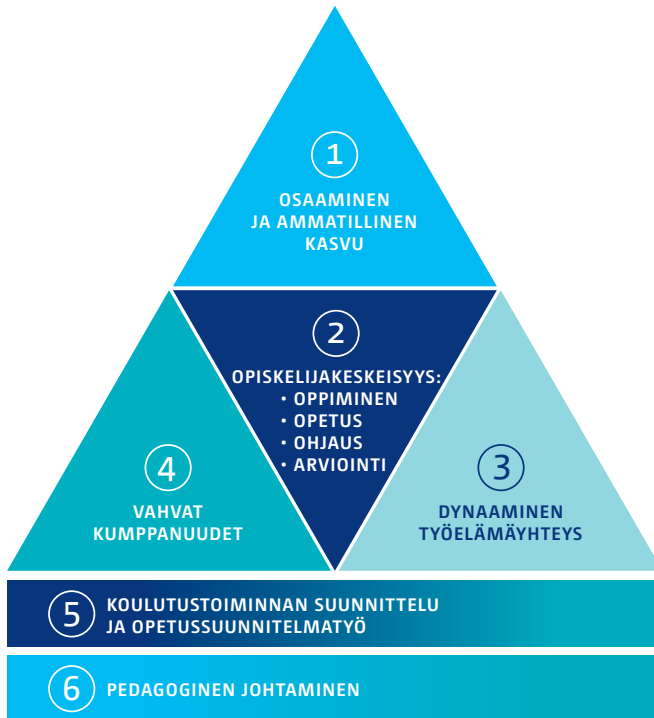 1
OSAAMINEN
JA AMMATILLINEN
KASVU
2
OPISKELIJAKESKEISYYS:
• OPPIMINEN
• OPETUS
• OHJAUS
• ARVIOINTI
3
DYNAAMINEN
TYÖELÄMÄYHTEYS
4
VAHVAT
KUMPPANUUDET
5
KOULUTUSTOIMINNAN SUUNNITTELU
JA OPETUSSUUNNITELMATYÖ
6
PEDAGOGINEN JOHTAMINEN